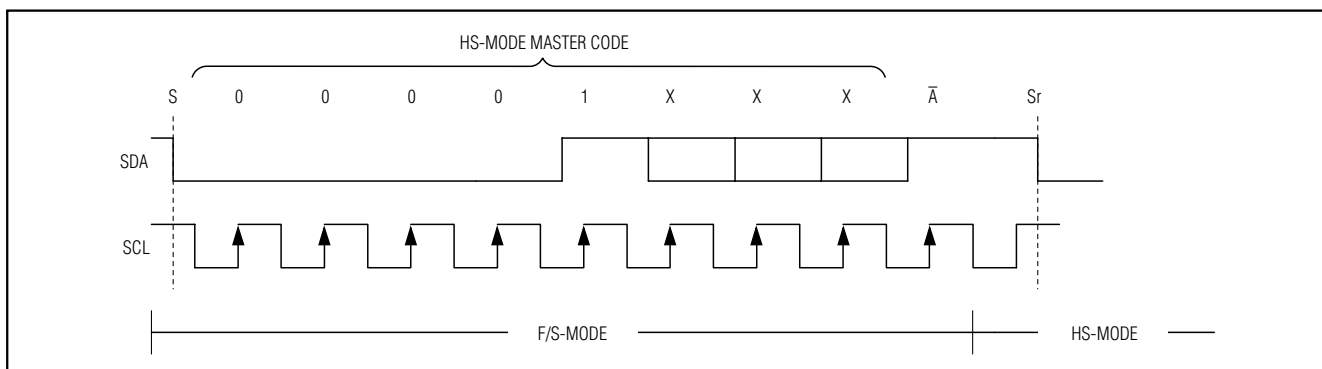 HS-MODE MASTER CODE
S 0 0 0 0 1 X X X A̅ Sr
SDA
SCL
F/S-MODE HS-MODE